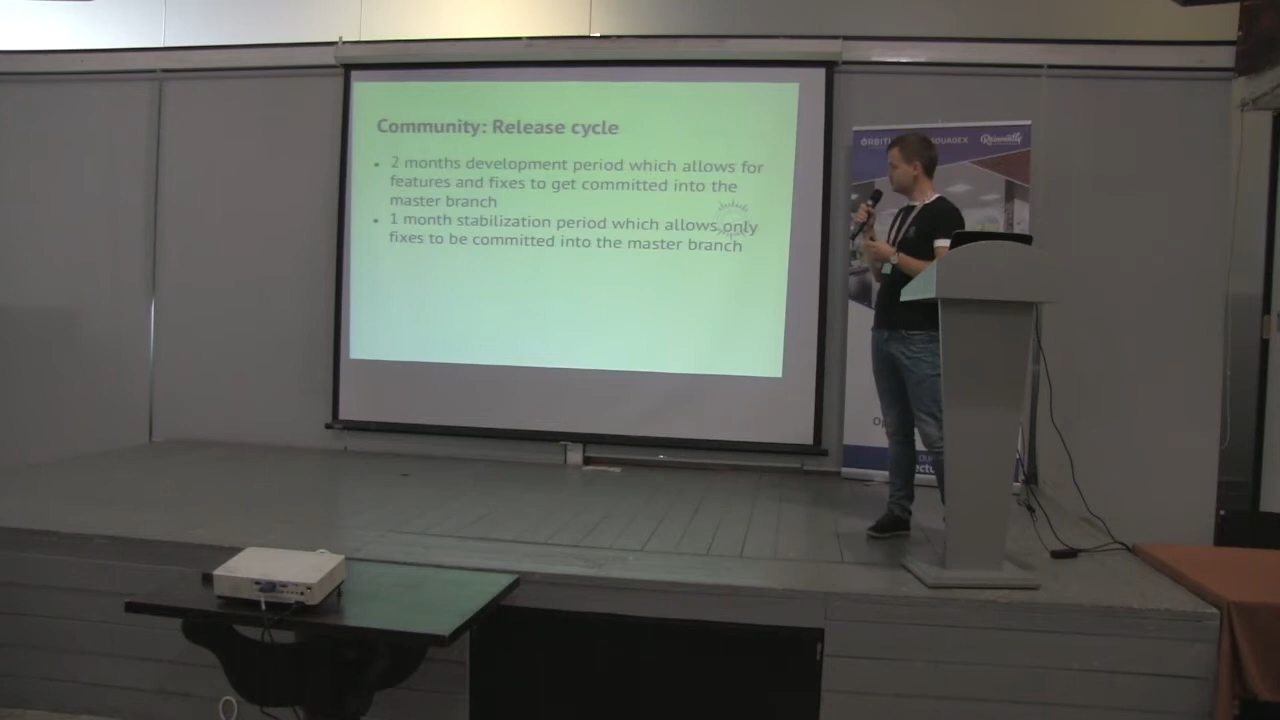 Community: Release cycle
• 2 months development period which allows for
features and fixes to get committed into the
master branch
• 1 month stabilization period which allows only
fixes to be committed into the master branch